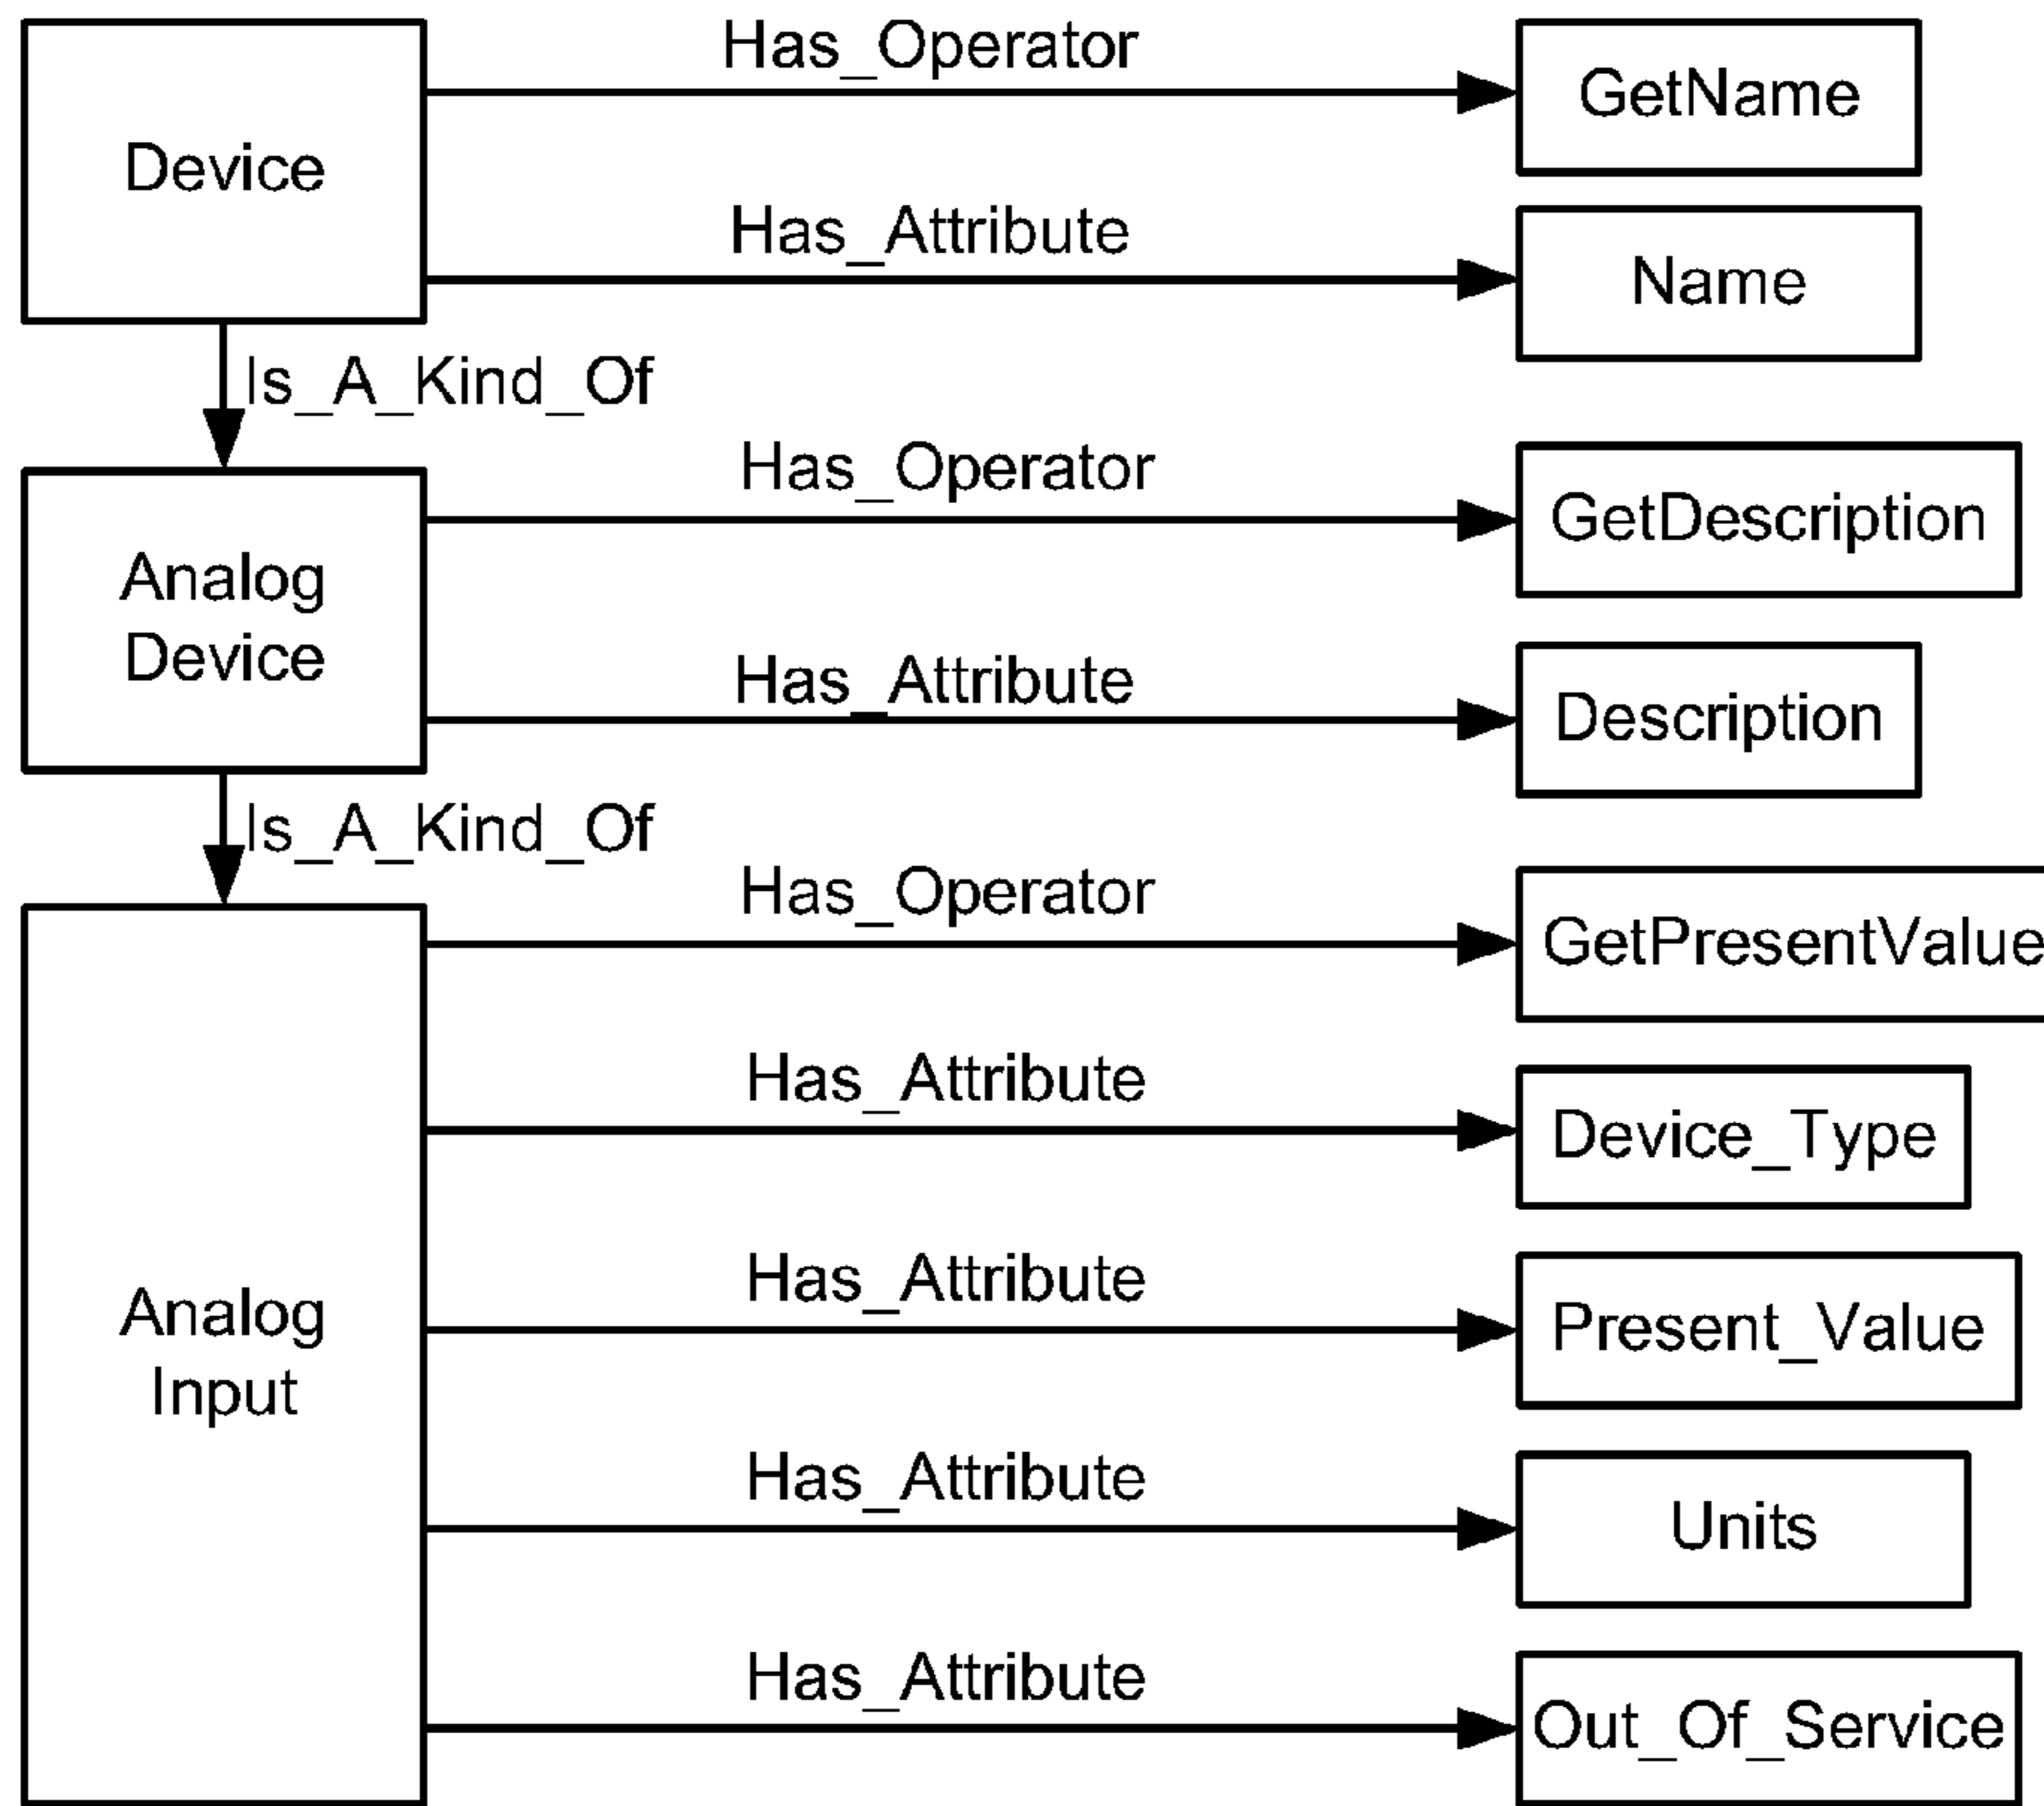 Has_Operator
GetName
Device
Has_Attribute
Name
Is_A_Kind_Of
Has_Operator
GetDescription
Analog
Device
Has_Attribute
Description
Is_A_Kind_Of
Has_Operator
GetPresentValue
Has_Attribute
Device_Type
Analog
Input
Has_Attribute
Present_Value
Has_Attribute
Units
Has_Attribute
Out_Of_Service